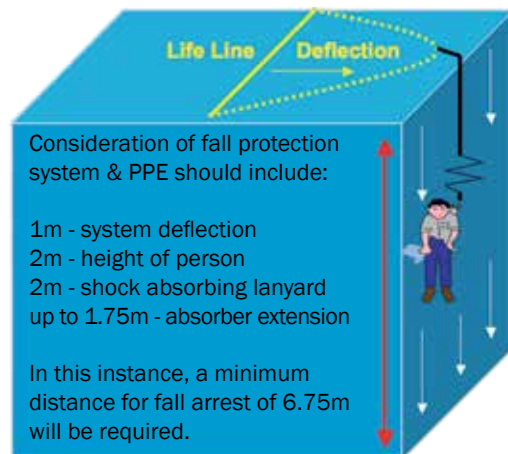 Life Line
Deflection
Consideration of fall protection
system & PPE should include:
1m - system deflection
2m - height of person
2m - shock absorbing lanyard
up to 1.75m - absorber extension
In this instance, a minimum
distance for fall arrest of 6.75m
will be required.